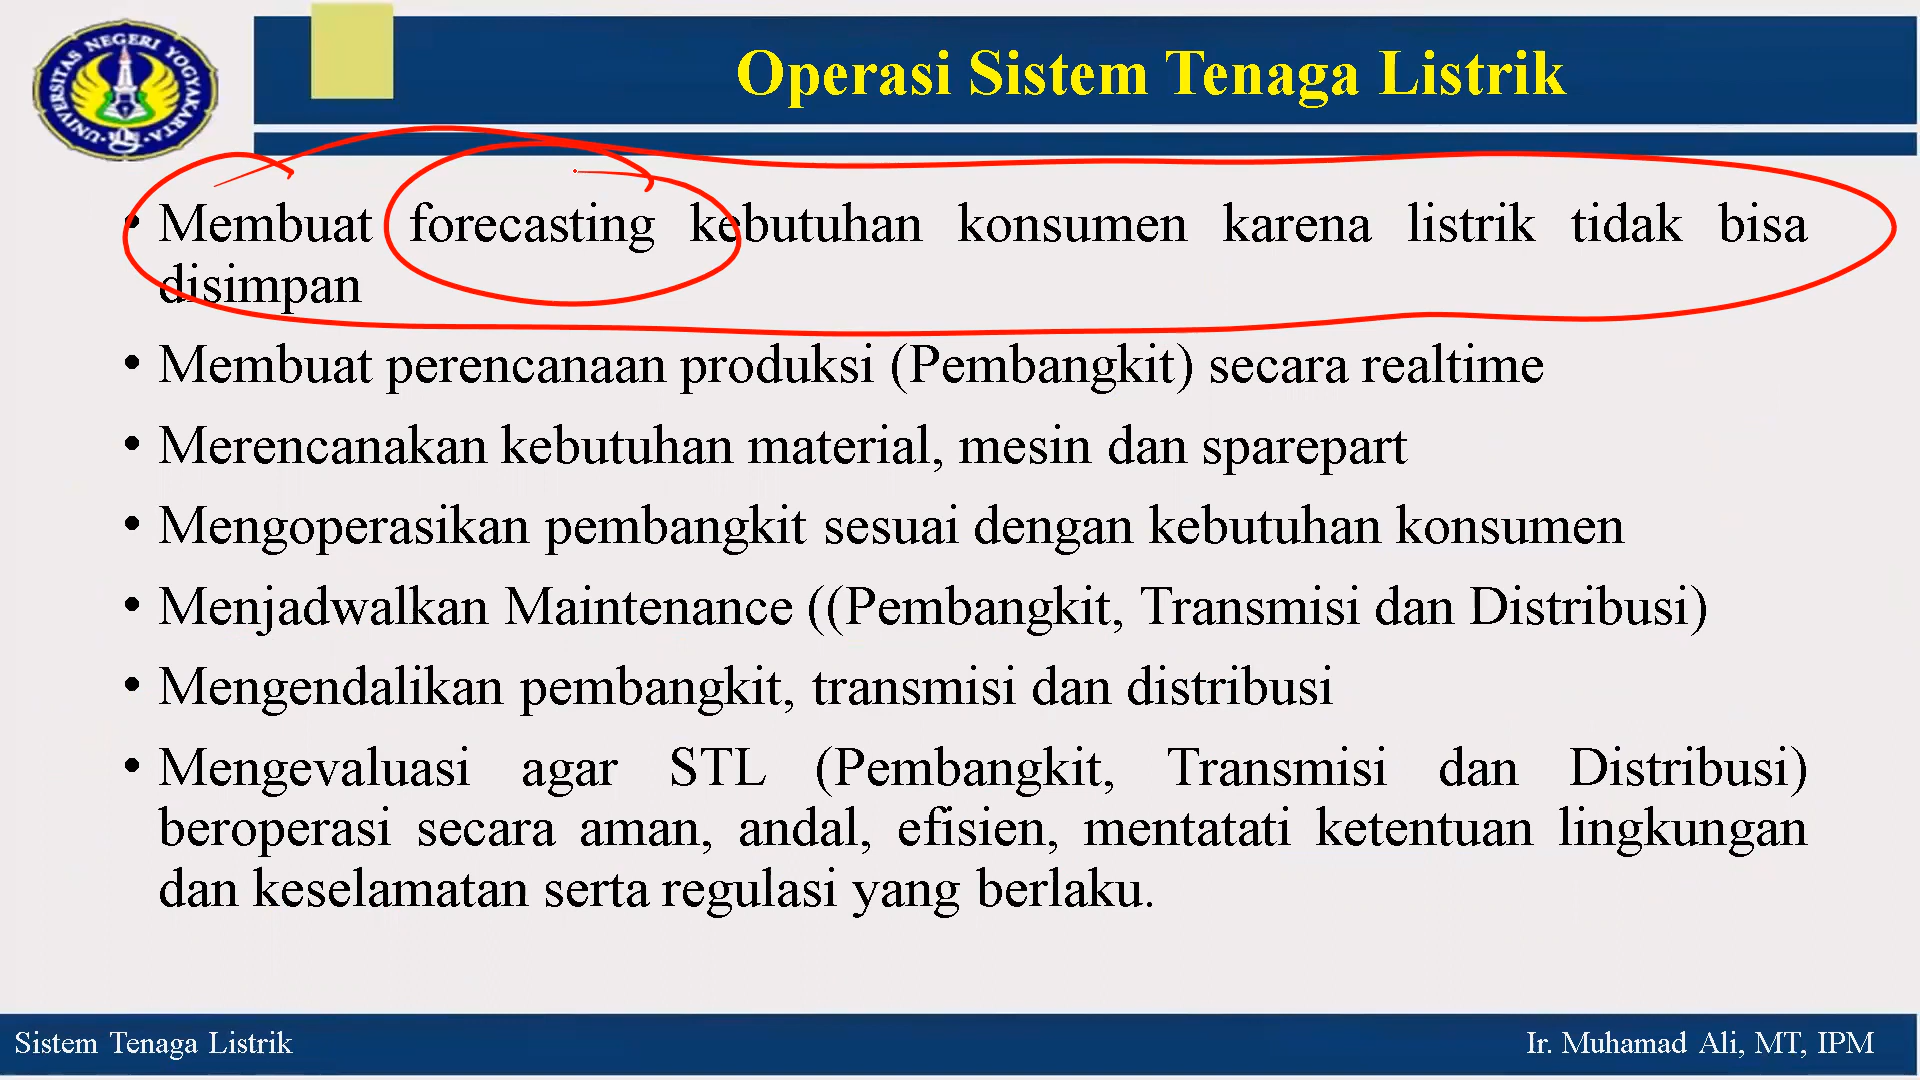 UNIVERSITAS NEGERI YOGYAKARTA
Operasi Sistem Tenaga Listrik
• Membuat forecasting kebutuhan konsumen karena listrik tidak bisa
disimpan
• Membuat perencanaan produksi (Pembangkit) secara realtime
• Merencanakan kebutuhan material, mesin dan sparepart
• Mengoperasikan pembangkit sesuai dengan kebutuhan konsumen
• Menjadwalkan Maintenance ((Pembangkit, Transmisi dan Distribusi)
• Mengendalikan pembangkit, transmisi dan distribusi
• Mengevaluasi agar STL (Pembangkit, Transmisi dan Distribusi)
beroperasi secara aman, andal, efisien, mentatati ketentuan lingkungan
dan keselamatan serta regulasi yang berlaku.
Sistem Tenaga Listrik
Ir. Muhamad Ali, MT, IPM